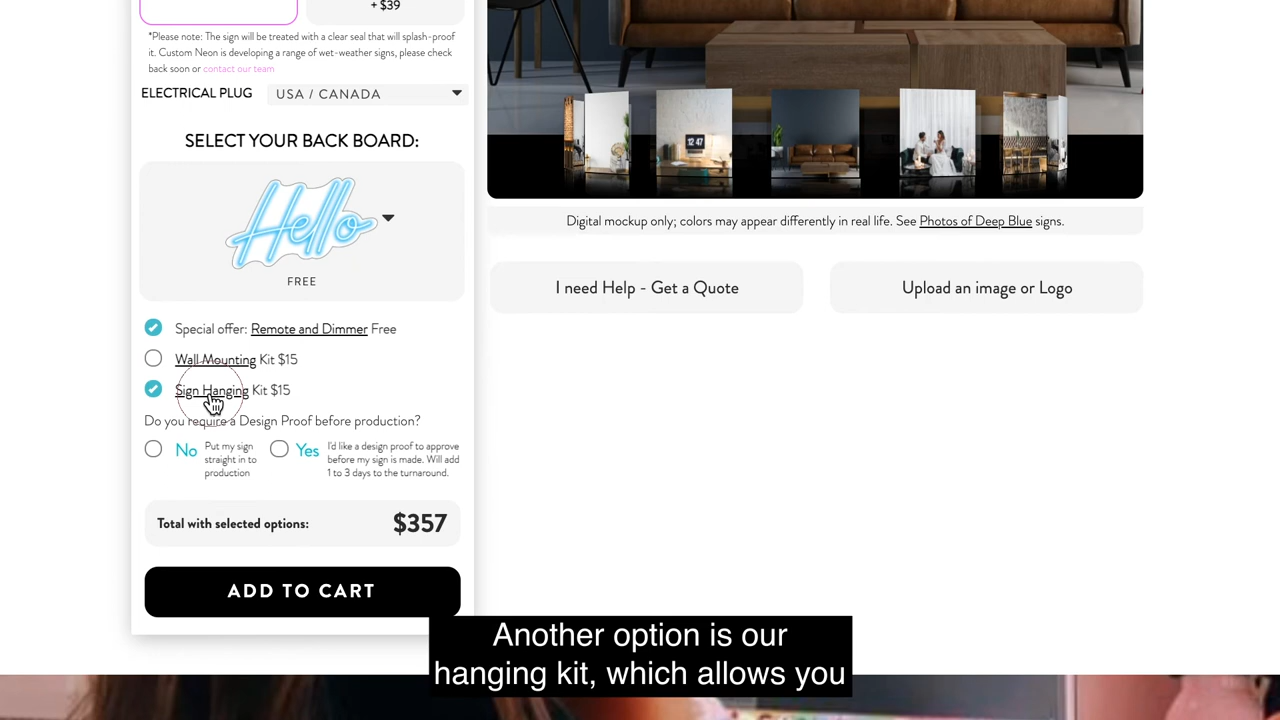 + $39
*Please note: The sign will be treated with a clear seal that will splash-proof
it. Custom Neon is developing a range of wet-weather signs, please check
back soon or contact our team
ELECTRICAL PLUG USA / CANADA
SELECT YOUR BACK BOARD:
Hello
FREE
Special offer: Remote and Dimmer Free
Wall Mounting Kit $15
Sign Hanging Kit $15
Do you require a Design Proof before production?
No Put my sign
straight in to
production
Yes I'd like a design proof to approve
before my sign is made. Will add
1 to 3 days to the turnaround.
Total with selected options: $357
ADD TO CART
12 47
Digital mockup only; colors may appear differently in real life. See Photos of Deep Blue signs.
I need Help - Get a Quote
Upload an image or Logo
Another option is our
hanging kit, which allows you